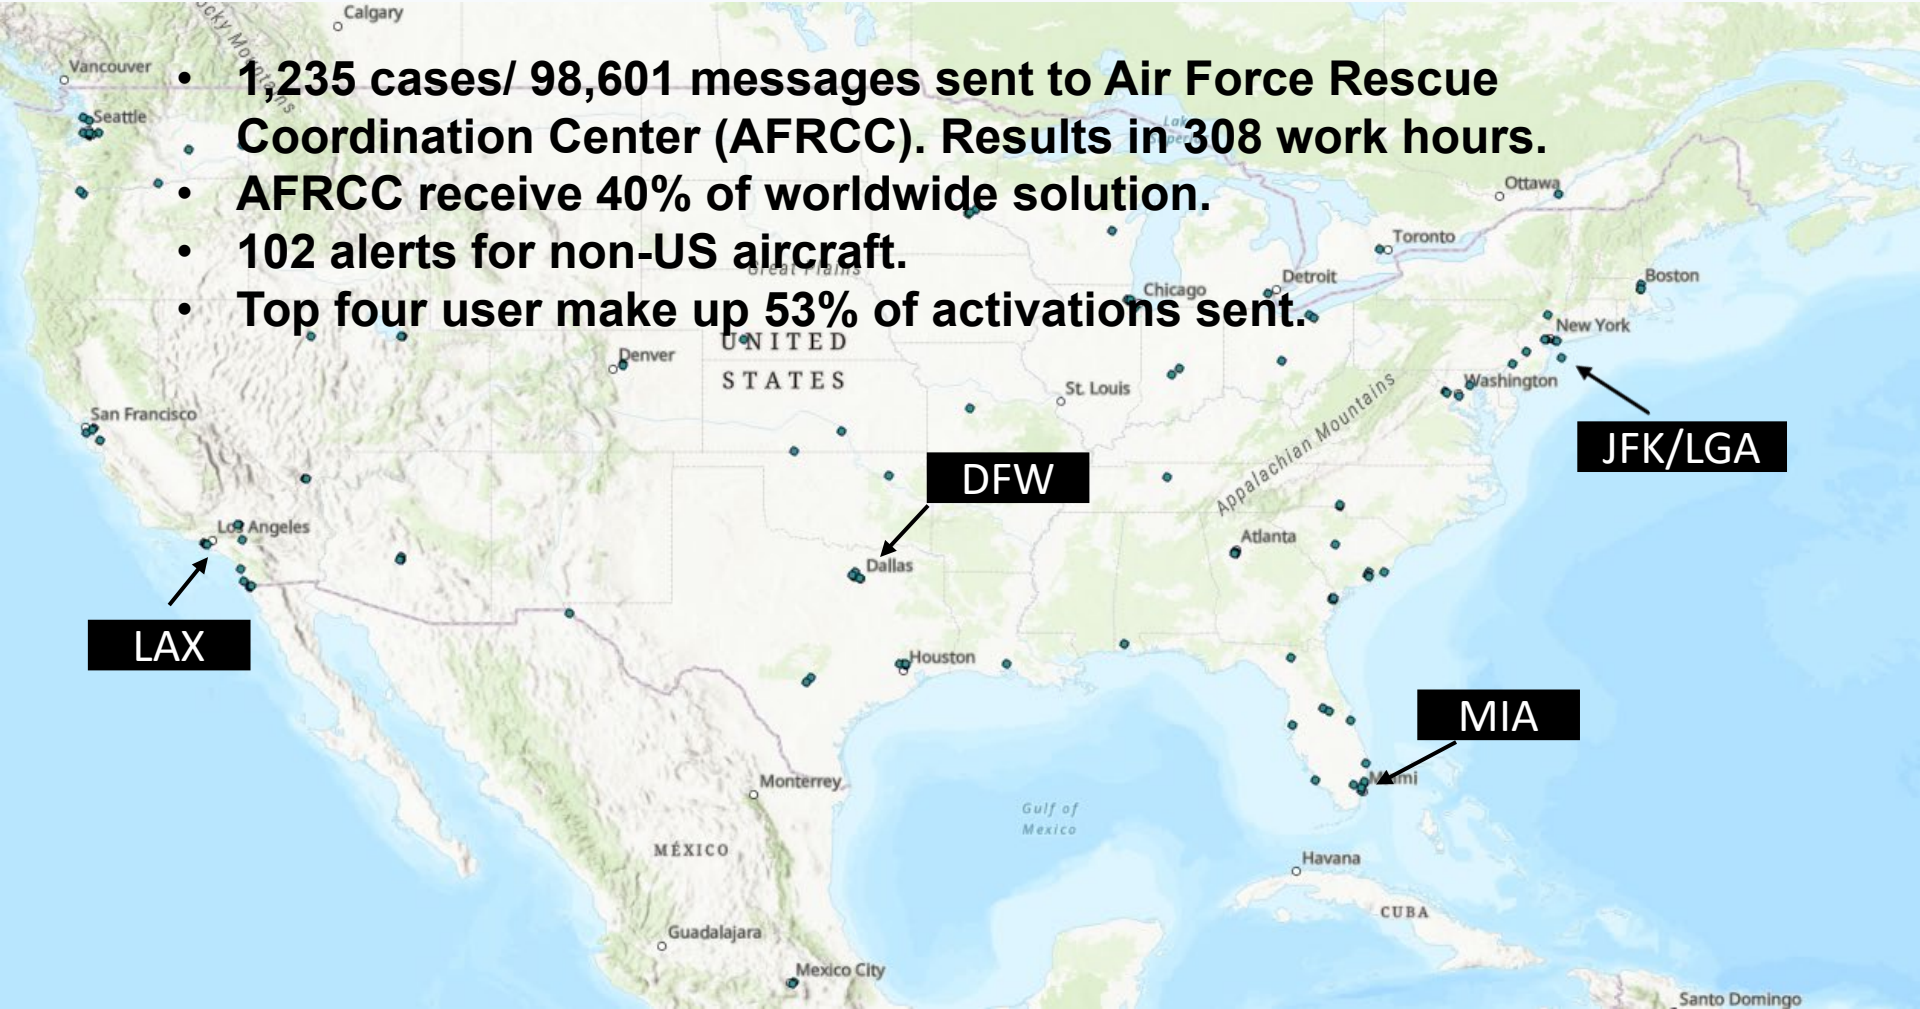 Calgary
Vancouver
• 1,235 cases/ 98,601 messages sent to Air Force Rescue
Coordination Center (AFRCC). Results in 308 work hours.
• AFRCC receive 40% of worldwide solution.
• 102 alerts for non-US aircraft.
• Top four user make up 53% of activations sent.
Seattle
Ottawa
Toronto
Great Plains
Detroit
Boston
Chicago
New York
UNITED
STATES
Denver
St. Louis
Washington
Appalachian Mountains
San Francisco
JFK/LGA
DFW
Los Angeles
Atlanta
Dallas
LAX
Houston
MIA
Miami
Monterrey
Gulf of
Mexico
MÉXICO
Havana
CUBA
Guadalajara
Mexico City
Santo Domingo